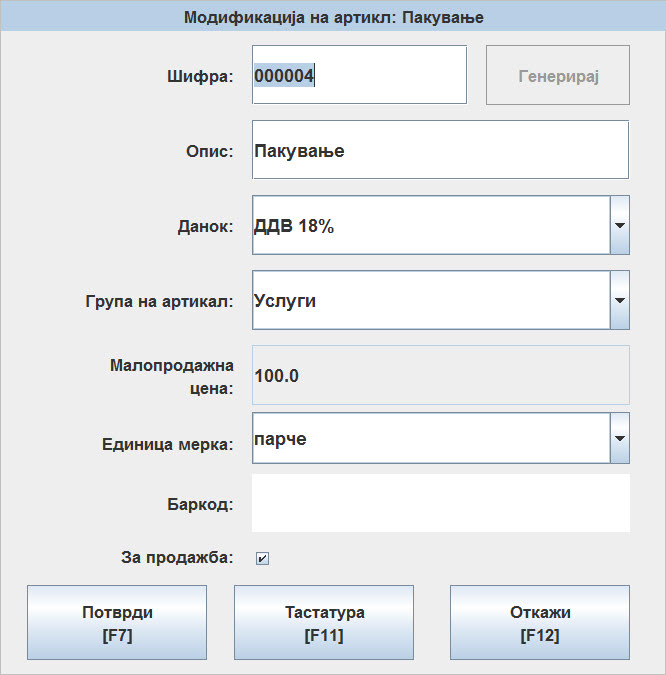 Модификација на артикл: Пакување
Шифра:
000004
Генерирај
Опис:
Пакување
Данок:
ДДВ 18%
Група на артикал:
Услуги
Малопродажна
цена:
100.0
Единица мерка:
парче
Баркод:
За продажба:
Потврди
[F7]
Тастатура
[F11]
Откажи
[F12]